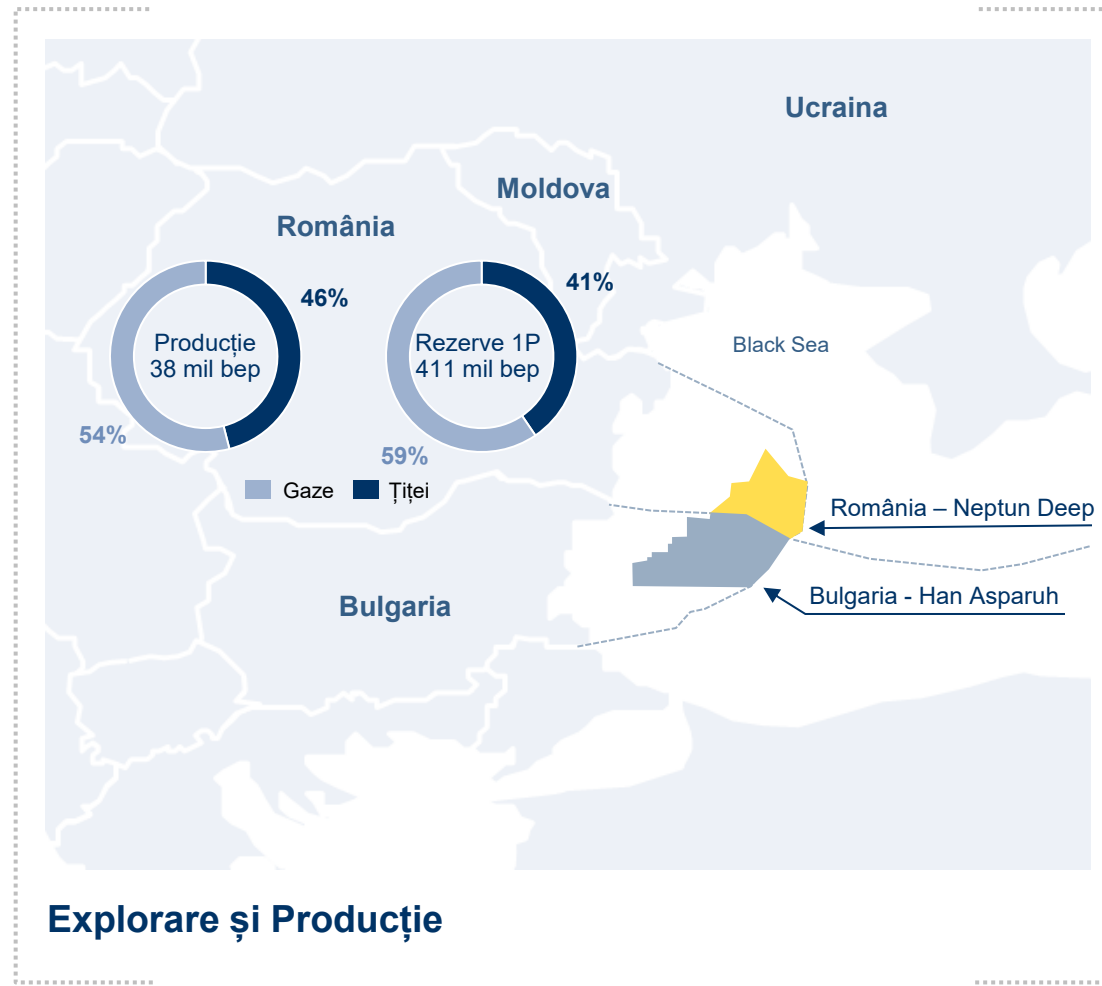 Ucraina
Moldova
România
46%
41%
Producție
38 mil bep
Rezerve 1P
411 mil bep
Black Sea
54%
59%
Gaze
Țiței
România – Neptun Deep
Bulgaria - Han Asparuh
Bulgaria
Explorare și Producție